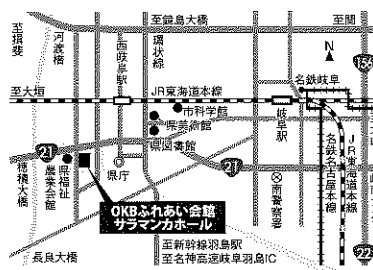 至鏡島大橋
至関
至揖斐
河渡橋
西岐阜駅
環状線
N
156
名鉄岐阜
至大垣
JR東海道本線
市科学館
県美術館
県図書館
岐阜駅
21
21
穂積大橋
県福祉農業会館
県庁
南警察署
名鉄名古屋本線
JR東海道本線
OKBふれあい会館
サラマンカホール
長良大橋
至新幹線羽島駅
至名神高速岐阜羽島IC
22